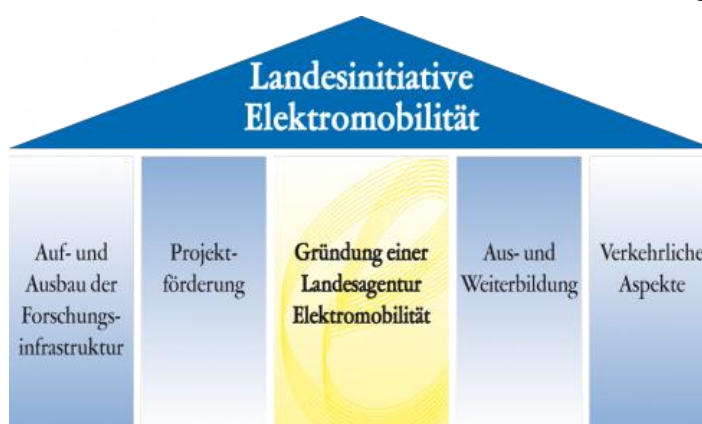 Landesinitiative
Elektromobilität
Auf- und
Ausbau der
Forschungs-
infrastruktur
Projekt-
förderung
Gründung einer
Landesagentur
Elektromobilität
Aus- und
Weiterbildung
Verkehrliche
Aspekte